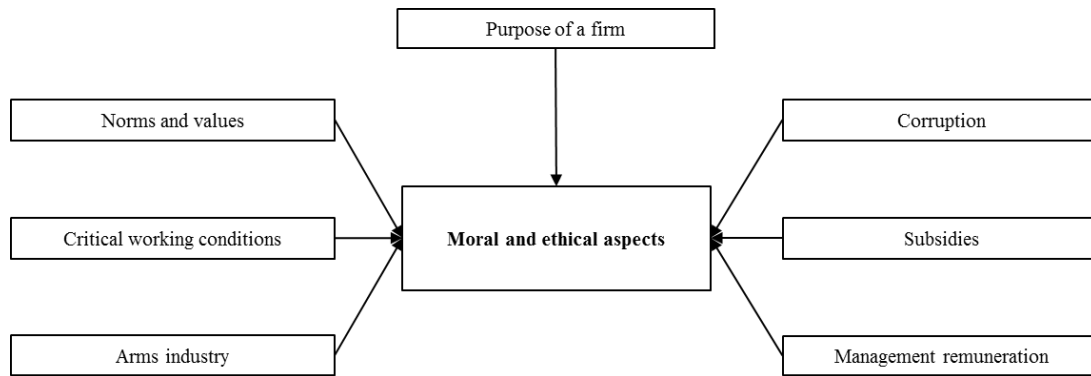 Purpose of a firm
Norms and values
Corruption
Critical working conditions
Moral and ethical aspects
Subsidies
Arms industry
Management remuneration